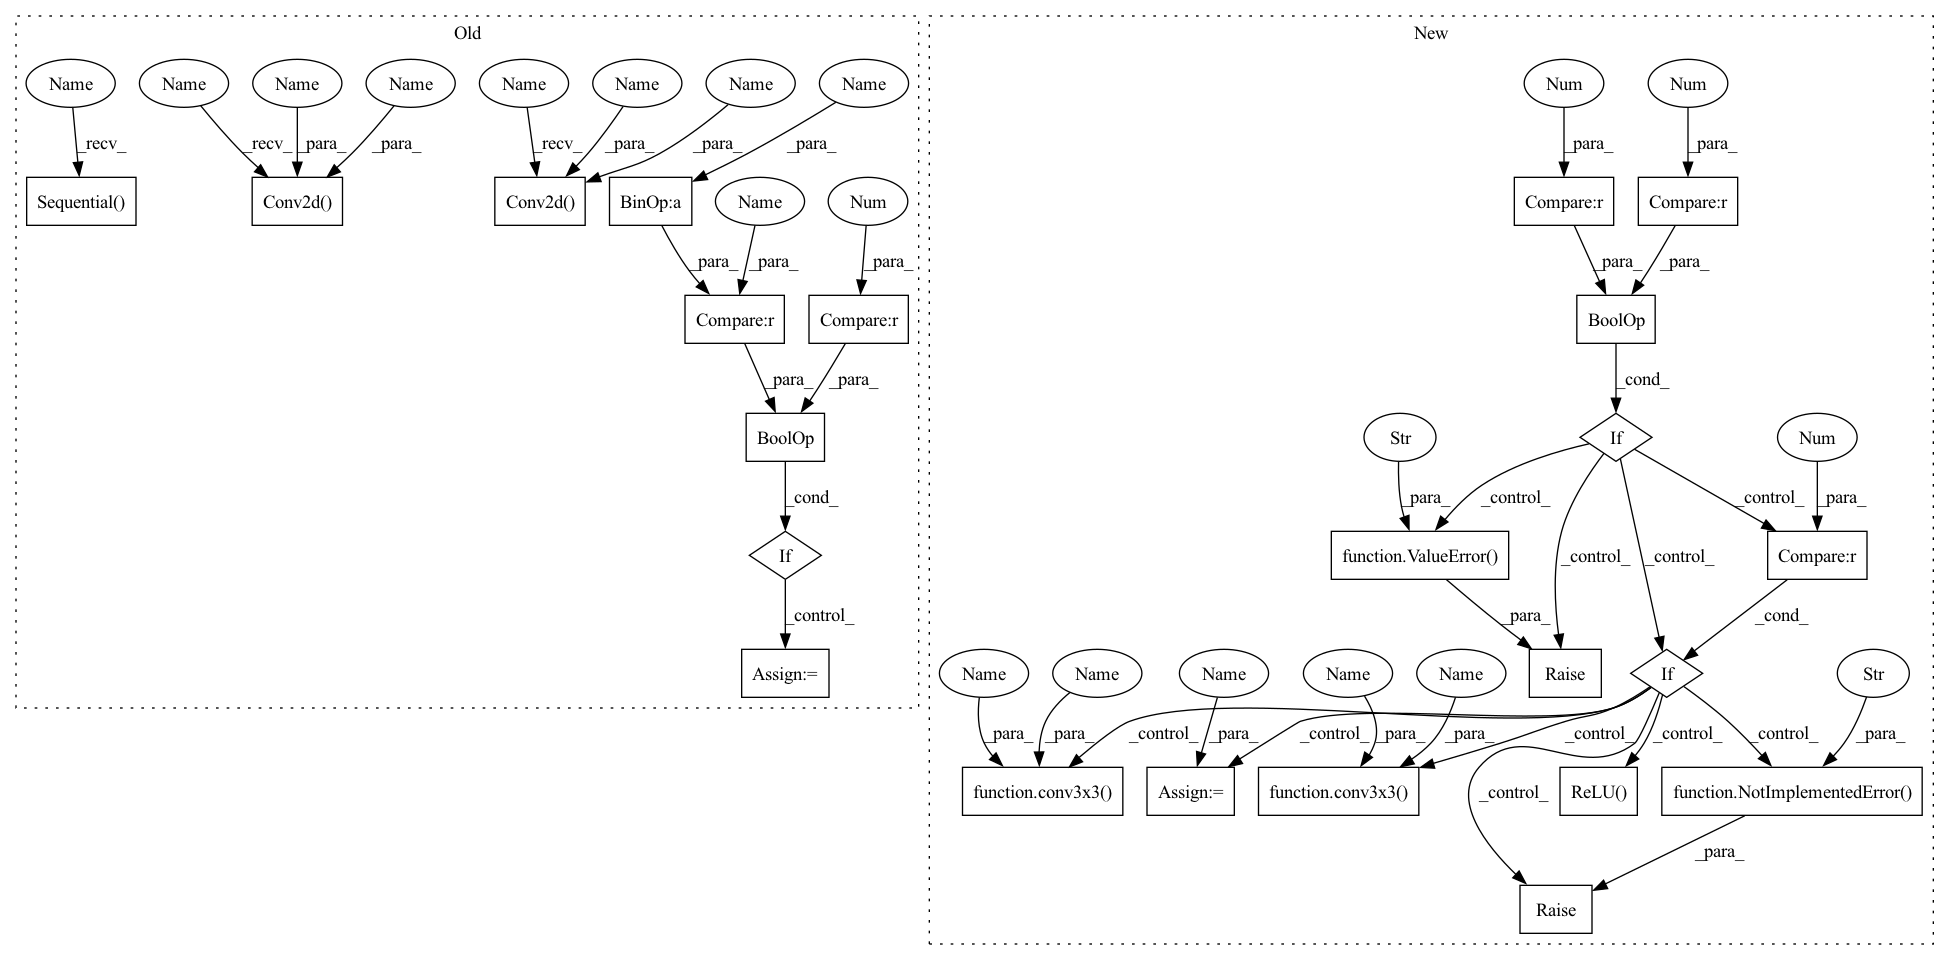 Old
New
Name
Name
Name
Name
Name
Name
Name
Name
Num
Num
_recv_
_recv_
_para_
_para_
_recv_
_para_
_para_
_para_
_para_
_para_
Sequential()
Conv2d()
Conv2d()
BinOp:a
Name
Num
Compare:r
Compare:r
_para_
_para_
_para_
_para_
_para_
Compare:r
Compare:r
BoolOp
_para_
_para_
_cond_
BoolOp
Str
If
Num
_cond_
_para_
_control_
_control_
_control_
_control_
_para_
If
function.ValueError()
Compare:r
_control_
_para_
_cond_
Assign:=
Name
Name
Name
Name
Name
Raise
If
Str
_para_
_para_
_control_
_para_
_control_
_para_
_para_
_control_
_control_
_control_
_para_
function.conv3x3()
Assign:=
function.conv3x3()
_control_
ReLU()
function.NotImplementedError()
_para_
Raise